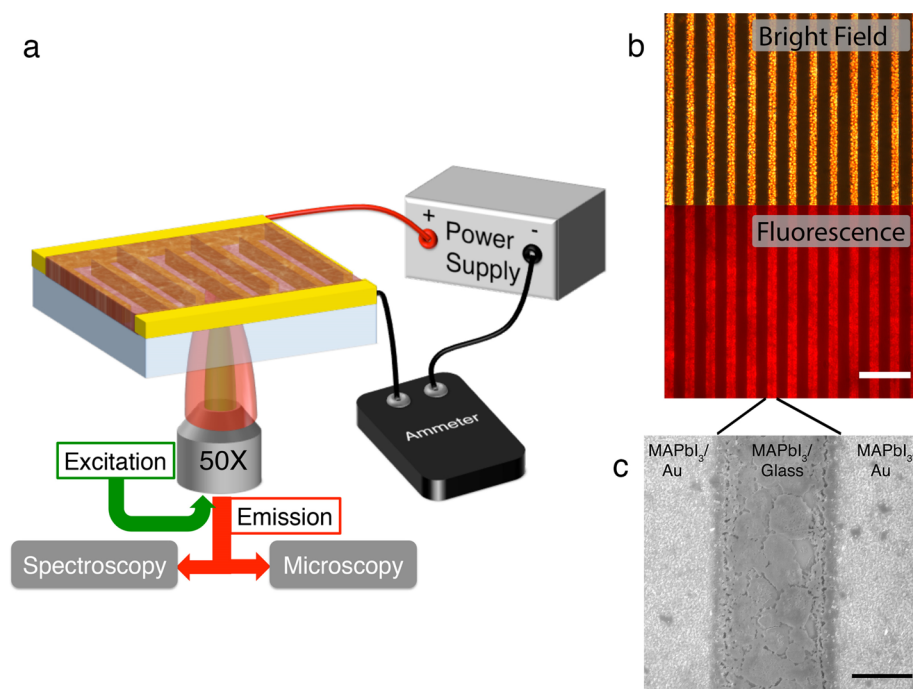 a
+
-
Power
Supply
Ammeter
50X
Excitation
Emission
Spectroscopy
Microscopy
b
Bright Field
Fluorescence
c
MAPbI₃/
Au
MAPbI₃/
Glass
MAPbI₃
Au